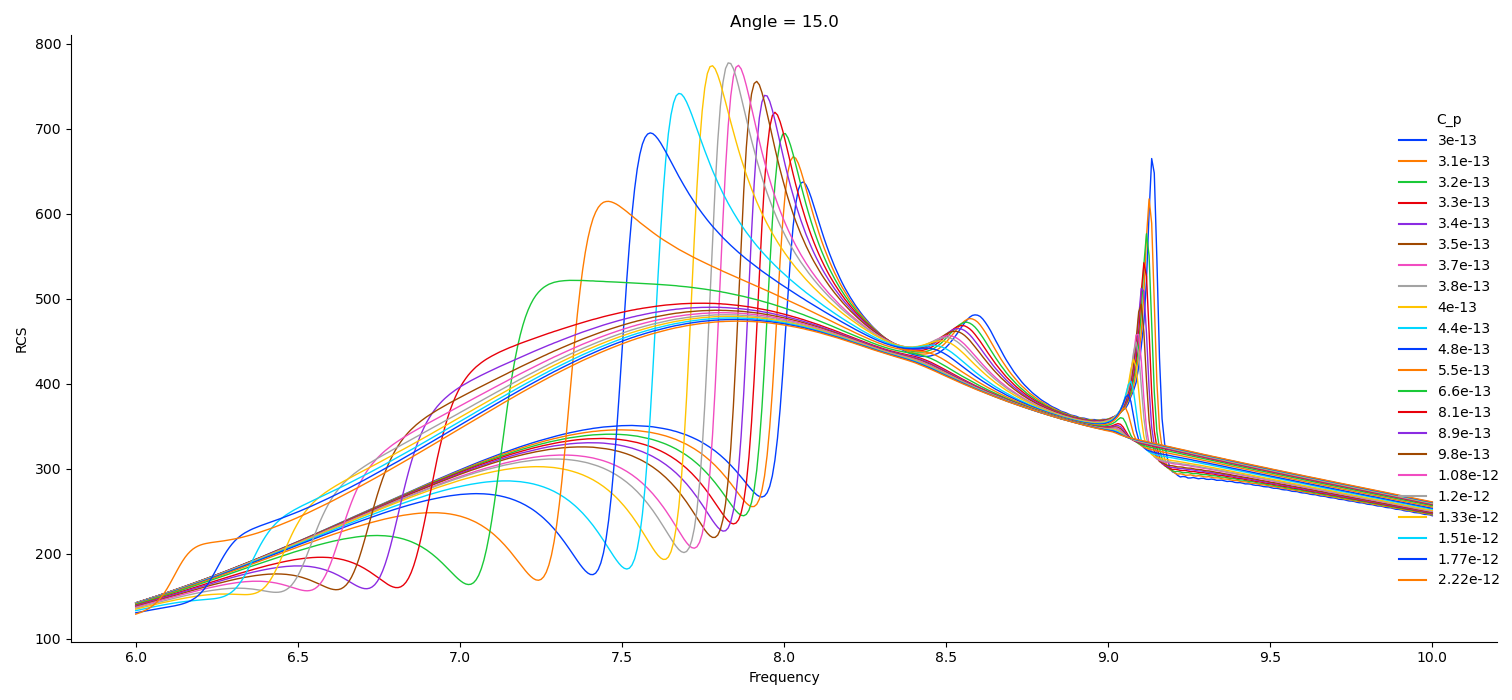 Angle = 15.0
800
700
600
500
400
300
200
100
RCS
6.0 6.5 7.0 7.5 8.0 8.5 9.0 9.5 10.0
Frequency
C_p
3e-13
3.1e-13
3.2e-13
3.3e-13
3.4e-13
3.5e-13
3.7e-13
3.8e-13
4e-13
4.4e-13
4.8e-13
5.5e-13
6.6e-13
8.1e-13
8.9e-13
9.8e-13
1.08e-12
1.2e-12
1.33e-12
1.51e-12
1.77e-12
2.22e-12